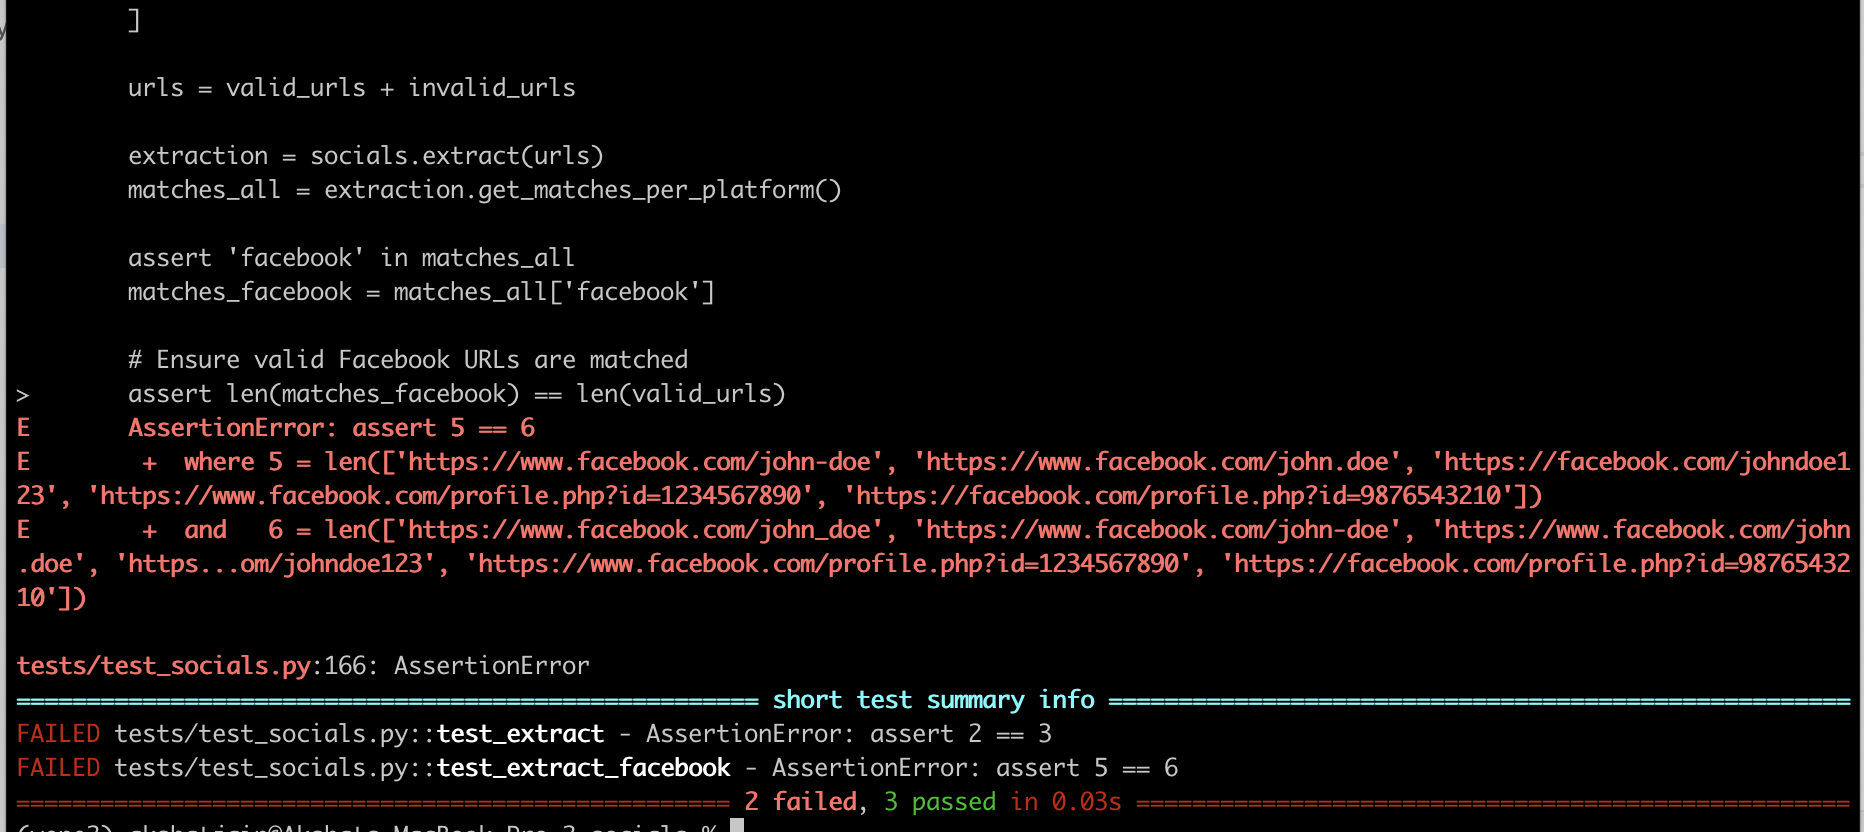 ]
urls = valid_urls + invalid_urls
extraction = socials.extract(urls)
matches_all = extraction.get_matches_per_platform()
assert 'facebook' in matches_all
matches_facebook = matches_all['facebook']
# Ensure valid Facebook URLs are matched
>       assert len(matches_facebook) == len(valid_urls)
E       AssertionError: assert 5 == 6
E        +  where 5 = len(['https://www.facebook.com/john-doe', 'https://www.facebook.com/john.doe', 'https://facebook.com/johndoe1
23', 'https://www.facebook.com/profile.php?id=1234567890', 'https://facebook.com/profile.php?id=9876543210'])
E        +  and   6 = len(['https://www.facebook.com/john_doe', 'https://www.facebook.com/john-doe', 'https://www.facebook.com/john
.doe', 'https...om/johndoe123', 'https://www.facebook.com/profile.php?id=1234567890', 'https://facebook.com/profile.php?id=98765432
10'])
tests/test_socials.py:166: AssertionError
===================================================== short test summary info =====================================================
FAILED tests/test_socials.py::test_extract - AssertionError: assert 2 == 3
FAILED tests/test_socials.py::test_extract_facebook - AssertionError: assert 5 == 6
=================================================== 2 failed, 3 passed in 0.03s ===================================================